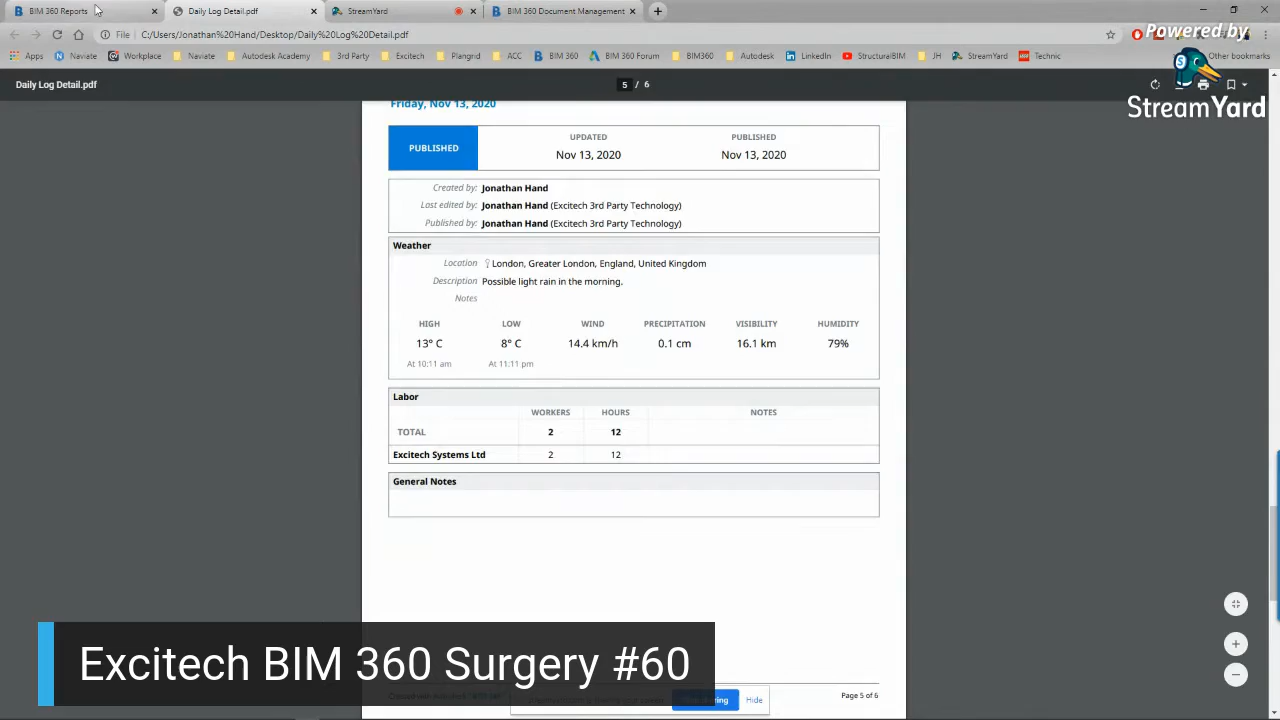 BIM 360 Reports
Daily Log Detail.pdf
StreamYard
BIM 360 Document Management
File
C:/Users/Jonathan%20Hand/Desktop/Daily%20Log%20Detail.pdf
Apps
Naviate
Workplace
Naviate
Autodesk Academy
3rd Party
Excitech
Plangrid
ACC
BIM 360
BIM 360 Forum
BIM360
Autodesk
LinkedIn
StructuralBIM
JH
StreamYard
Technic
Other bookmarks
Powered by
StreamYard
Daily Log Detail.pdf
5 / 6
Friday, Nov 13, 2020
PUBLISHED
UPDATED
PUBLISHED
Nov 13, 2020
Nov 13, 2020
Created by: Jonathan Hand
Last edited by: Jonathan Hand (Excitech 3rd Party Technology)
Published by: Jonathan Hand (Excitech 3rd Party Technology)
Weather
Location London, Greater London, England, United Kingdom
Description Possible light rain in the morning.
Notes
HIGH LOW WIND PRECIPITATION VISIBILITY HUMIDITY
13° C 8° C 14.4 km/h 0.1 cm 16.1 km 79%
At 10:11 am At 11:11 pm
Labor
WORKERS HOURS NOTES
TOTAL 2 12
Excitech Systems Ltd 2 12
General Notes
Excitech BIM 360 Surgery #60
Hide
Page 5 of 6